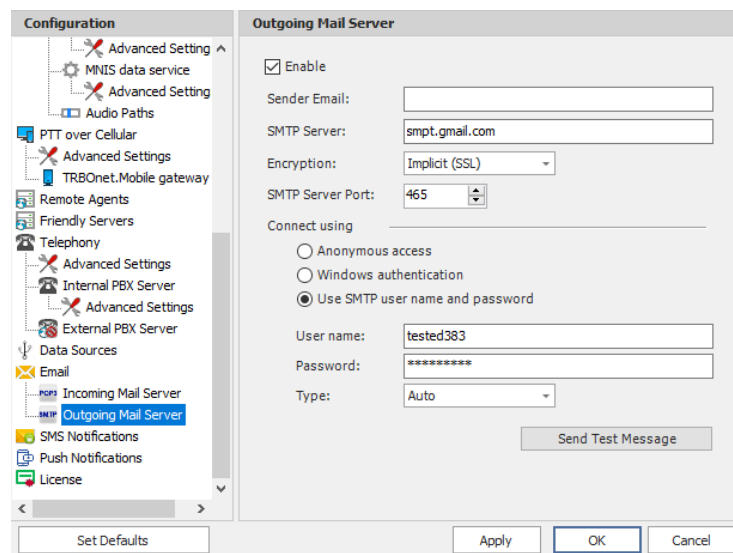 Configuration
Advanced Setting
MNIS data service
Advanced Setting
Audio Paths
PTT over Cellular
Advanced Settings
TRBOnet.Mobile gateway
Remote Agents
Friendly Servers
Telephony
Advanced Settings
Internal PBX Server
Advanced Settings
External PBX Server
Data Sources
Email
POP3 Incoming Mail Server
SMTP Outgoing Mail Server
SMS Notifications
Push Notifications
License
Set Defaults
Outgoing Mail Server
Enable
Sender Email:
SMTP Server: smpt.gmail.com
Encryption: Implicit (SSL)
SMTP Server Port: 465
Connect using
Anonymous access
Windows authentication
Use SMTP user name and password
User name: tested383
Password: *********
Type: Auto
Send Test Message
Apply OK Cancel